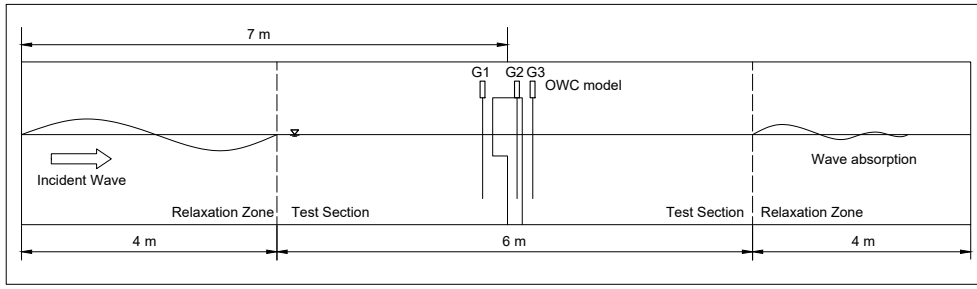 7 m
G1 G2 G3
OWC model
Incident Wave
Wave absorption
Relaxation Zone Test Section Test Section Relaxation Zone
4 m 6 m 4 m